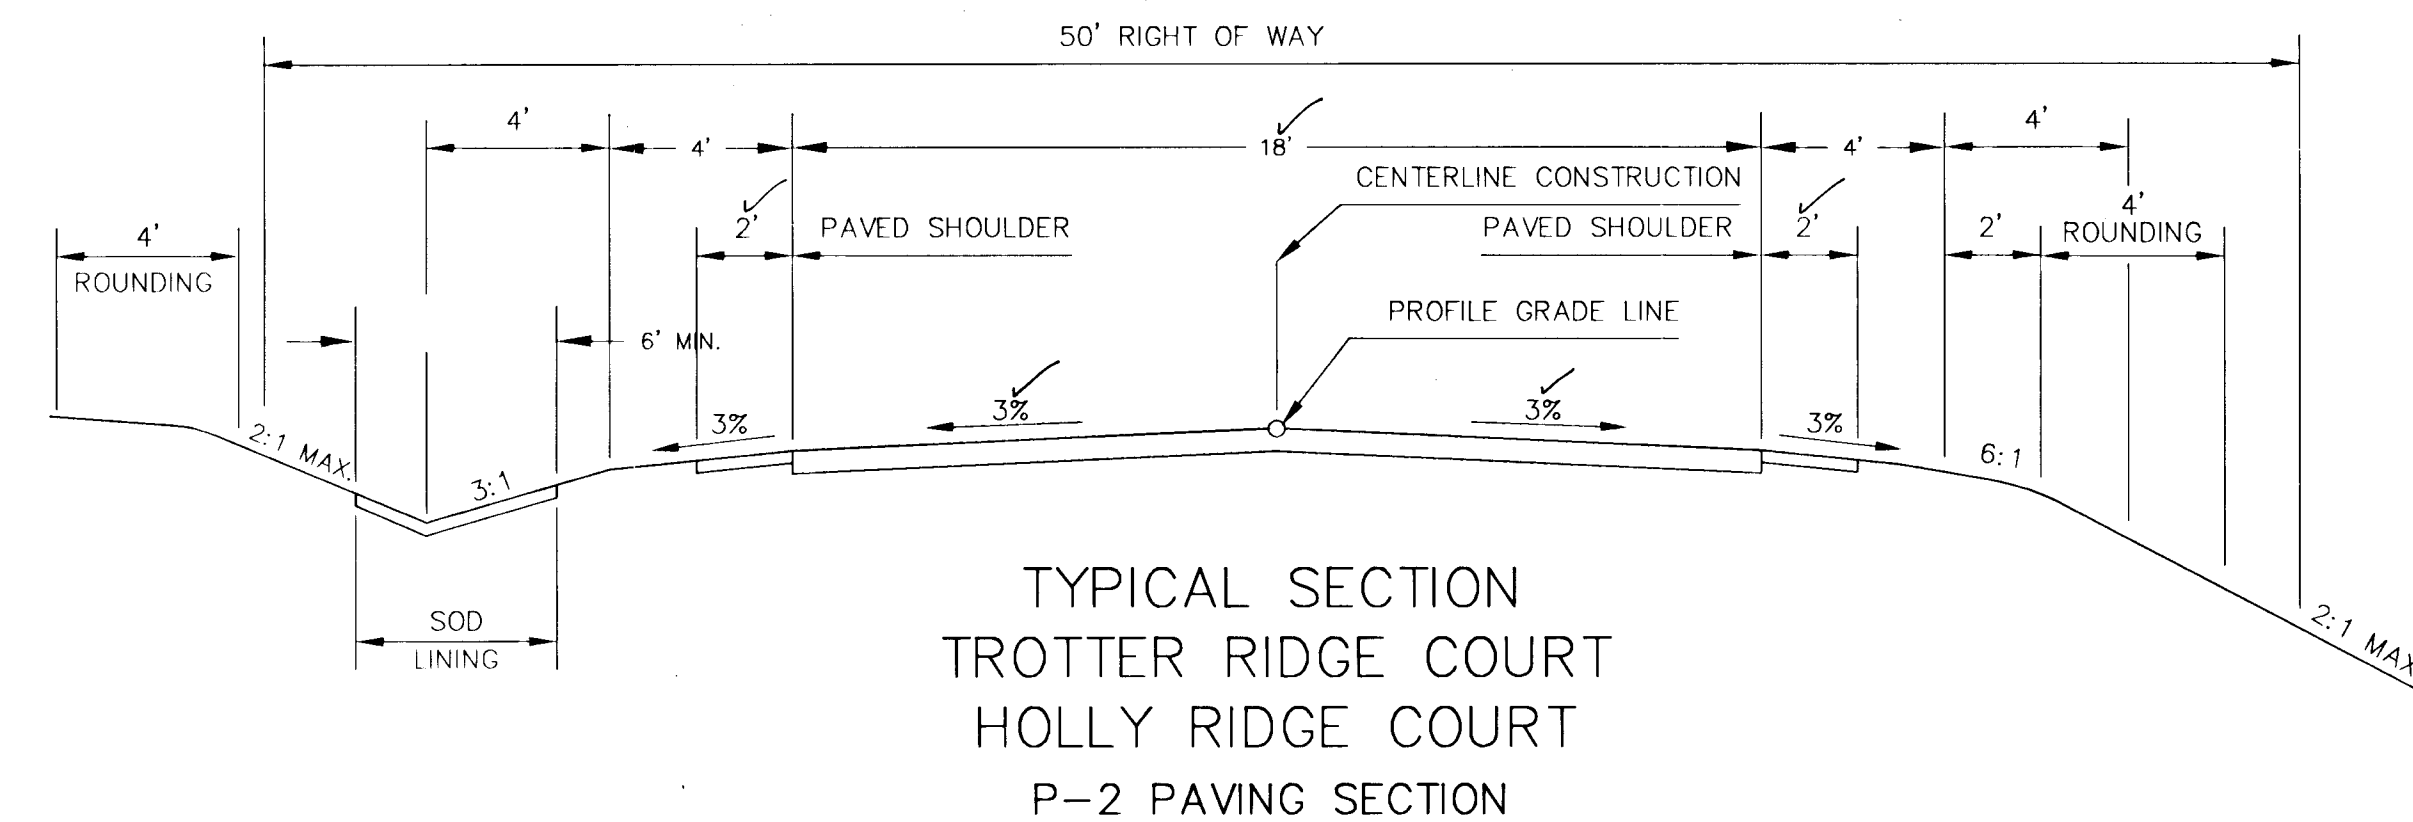 50' RIGHT OF WAY
4'
4'
18'
4'
4'
CENTERLINE CONSTRUCTION
4'
ROUNDING
2'
PAVED SHOULDER
PAVED SHOULDER
2'
2'
4'
ROUNDING
6' MIN.
PROFILE GRADE LINE
2:1 MAX.
3:1
3%
3%
3%
3%
6:1
2:1 MAX
SOD
LINING
TYPICAL SECTION
TROTTER RIDGE COURT
HOLLY RIDGE COURT
P-2 PAVING SECTION